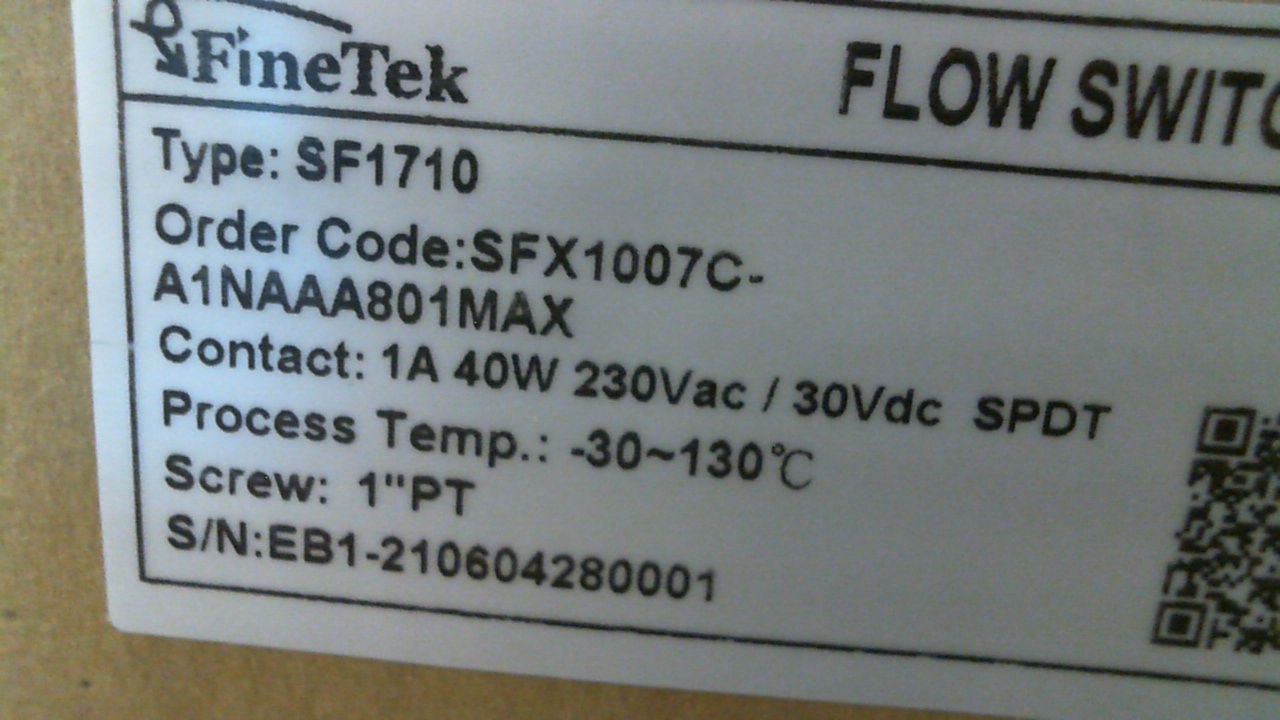 FineTek
FLOW SWITC
Type: SF1710
Order Code:SFX1007C-
A1NAAA801MAX
Contact: 1A 40W 230Vac / 30Vdc SPDT
Process Temp.: -30~130℃
Screw: 1"PT
S/N:EB1-210604280001